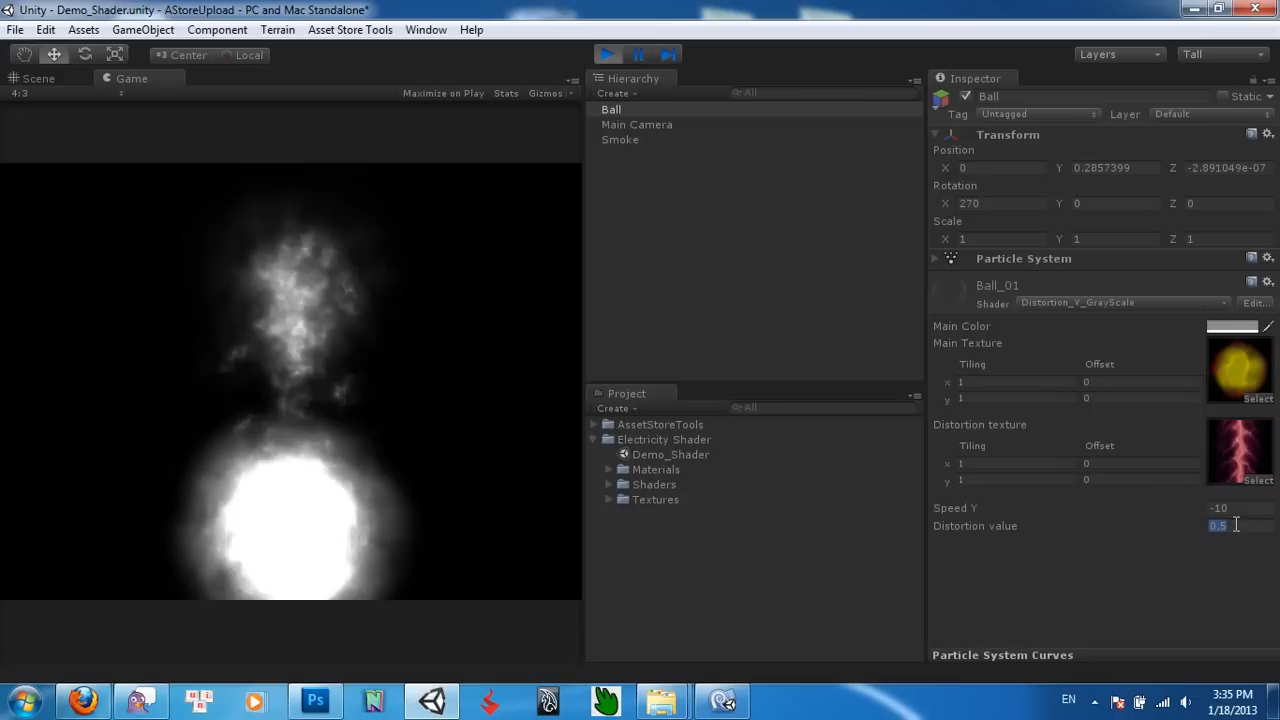 Unity - Demo_Shader.unity - AStoreUpload - PC and Mac Standalone*
File Edit Assets GameObject Component Terrain Asset Store Tools Window Help
Center Local
Layers
Tall
Scene Game
4:3 Maximize on Play Stats Gizmos
Hierarchy
Create All
Ball
Main Camera
Smoke
Project
Create All
AssetStoreTools
Electricity Shader
Demo_Shader
Materials
Shaders
Textures
Inspector
Ball Static
Tag Untagged Layer Default
Transform
Position
X 0 Y 0.2857399 Z -2.891049e-07
Rotation
X 270 Y 0 Z 0
Scale
X 1 Y 1 Z 1
Particle System
Ball_01
Shader Distortion_Y_GrayScale Edit...
Main Color
Main Texture
Tiling Offset
x 1 0
y 1 0
Select
Distortion texture
Tiling Offset
x 1 0
y 1 0
Select
Speed Y -10
Distortion value 0.5
Particle System Curves
Ps
EN
3:35 PM
1/18/2013